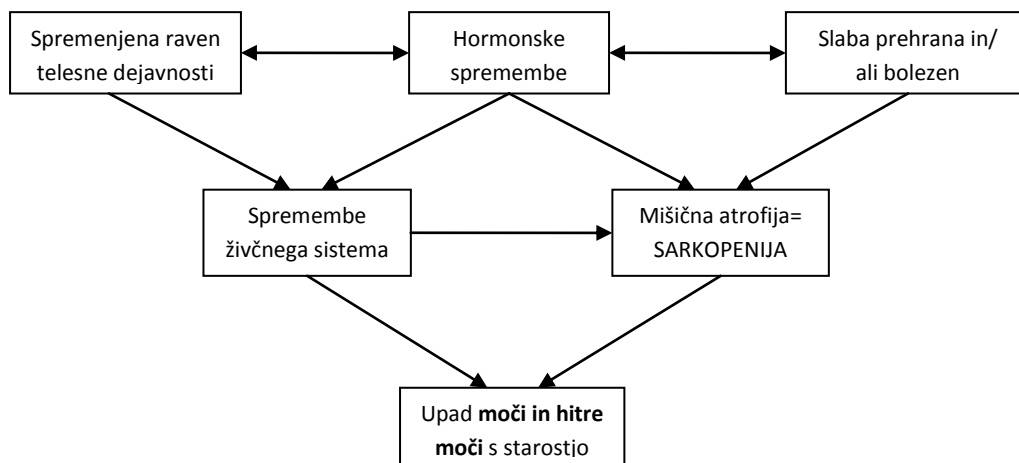 Spremenjena raven
telesne dejavnosti
Hormonske
spremembe
Slaba prehrana in/
ali bolezen
Spremembe
živčnega sistema
Mišična atrofija=
SARKOPENIJA
Upad moči in hitre
moči s starostjo